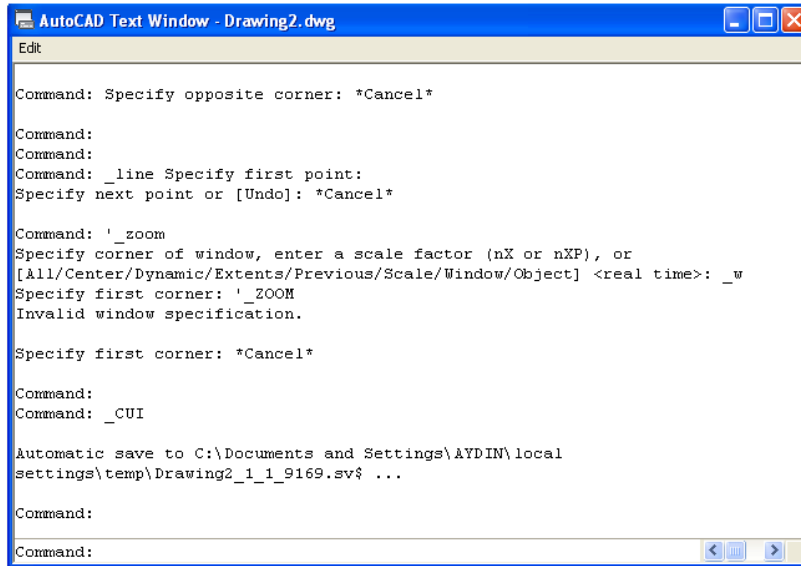 AutoCAD Text Window - Drawing2.dwg
Edit
Command: Specify opposite corner: *Cancel*
Command:
Command:
Command: _line Specify first point:
Specify next point or [Undo]: *Cancel*
Command: '_zoom
Specify corner of window, enter a scale factor (nX or nXP), or
[All/Center/Dynamic/Extents/Previous/Scale/Window/Object] <real time>: _w
Specify first corner: '_ZOOM
Invalid window specification.
Specify first corner: *Cancel*
Command:
Command: _CUI
Automatic save to C:\Documents and Settings\AYDIN\local
settings\temp\Drawing2_1_1_9169.sv$ ...
Command:
Command: